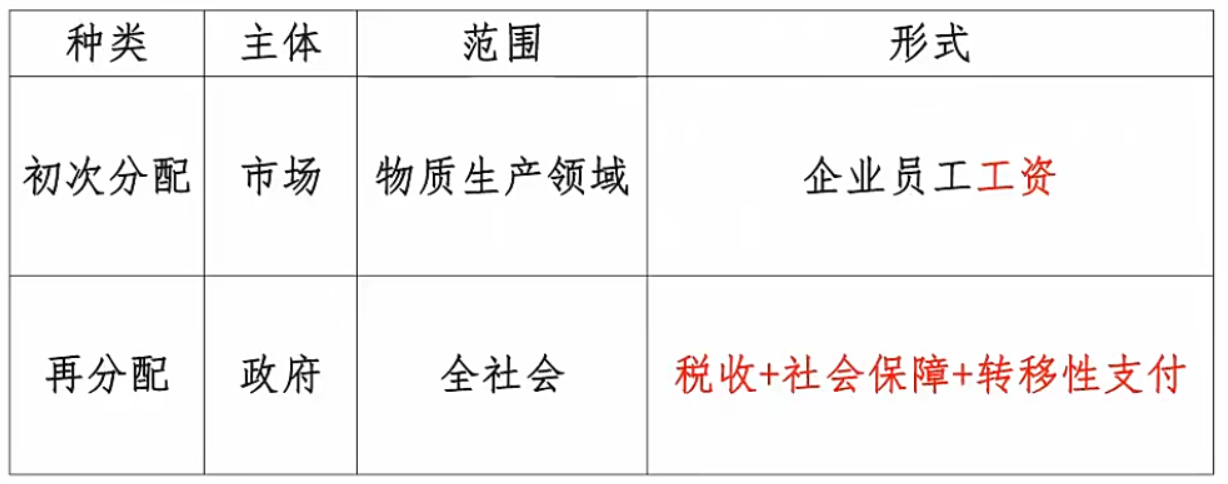 种类 主体 范围 形式
初次分配 市场 物质生产领域 企业员工工资
再分配 政府 全社会 税收+社会保障+转移性支付